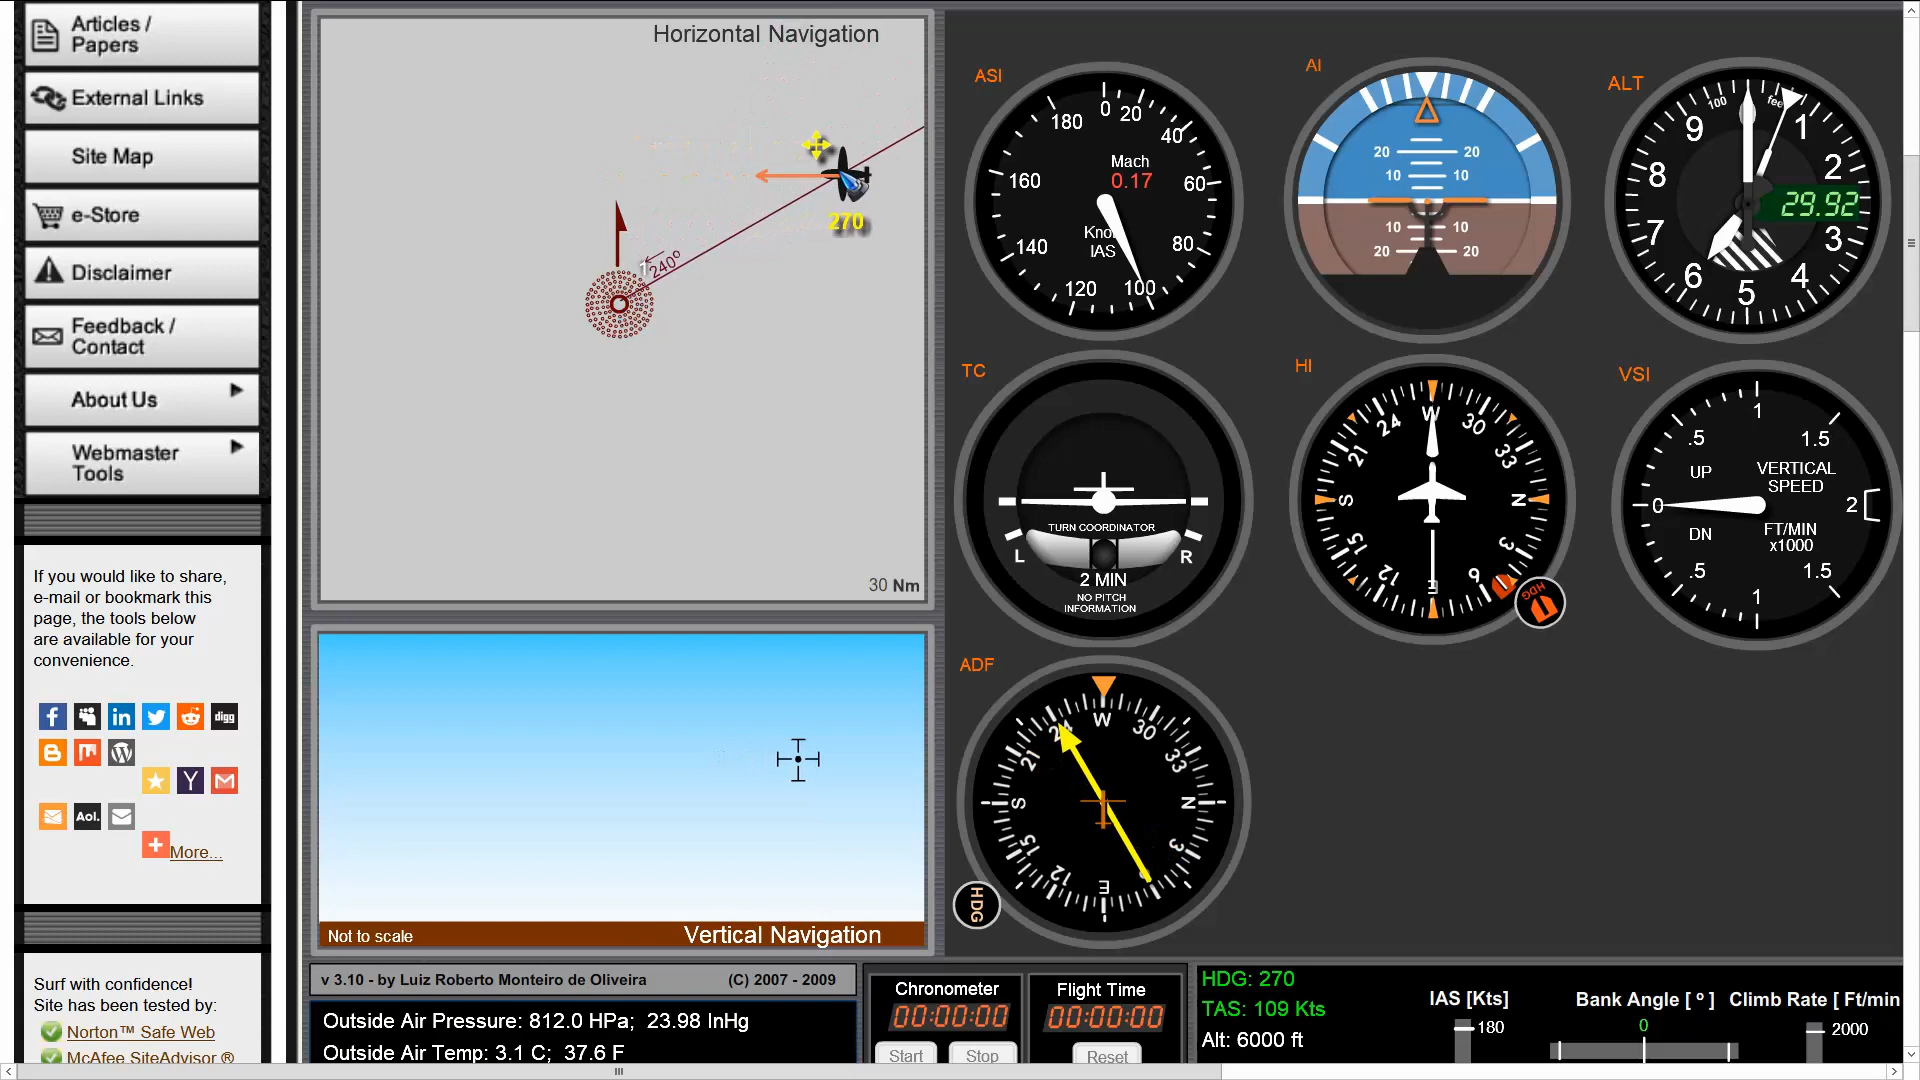 Articles /
Papers
External Links
Site Map
e-Store
Disclaimer
Feedback /
Contact
About Us
Webmaster
Tools
If you would like to share,
e-mail or bookmark this
page, the tools below
are available for your
convenience.
digg
Aol.
More...
Surf with confidence!
Site has been tested by:
Norton™ Safe Web
McAfee SiteAdvisor ®
Horizontal Navigation
270
240º
30 Nm
Not to scale
Vertical Navigation
v 3.10 - by Luiz Roberto Monteiro de Oliveira (C) 2007 - 2009
Outside Air Pressure: 812.0 HPa; 23.98 InHg
Outside Air Temp: 3.1 C; 37.6 F
Chronometer
00:00:00
Start Stop
Flight Time
00:00:00
Reset
HDG: 270
TAS: 109 Kts
Alt: 6000 ft
IAS [Kts]
180
Bank Angle [ º ]
0
Climb Rate [ Ft/min
2000
ASI
0 20 40 60 80 100 120 140 160 180
Mach
0.17
Knots
IAS
AI
20 20
10 10
10 10
20 20
ALT
100 feet
1 2 3 4 5 6 7 8 9
29.92
TC
TURN COORDINATOR
L R
2 MIN
NO PITCH
INFORMATION
HI
W 30 33 N 3 6 E 12 15 S 21 24
HDG
VSI
1 1.5 2 1.5 1 .5 0 .5
UP
DN
VERTICAL
SPEED
FT/MIN
x1000
ADF
W 30 33 N 3 E 12 15 S 21 24
HDG